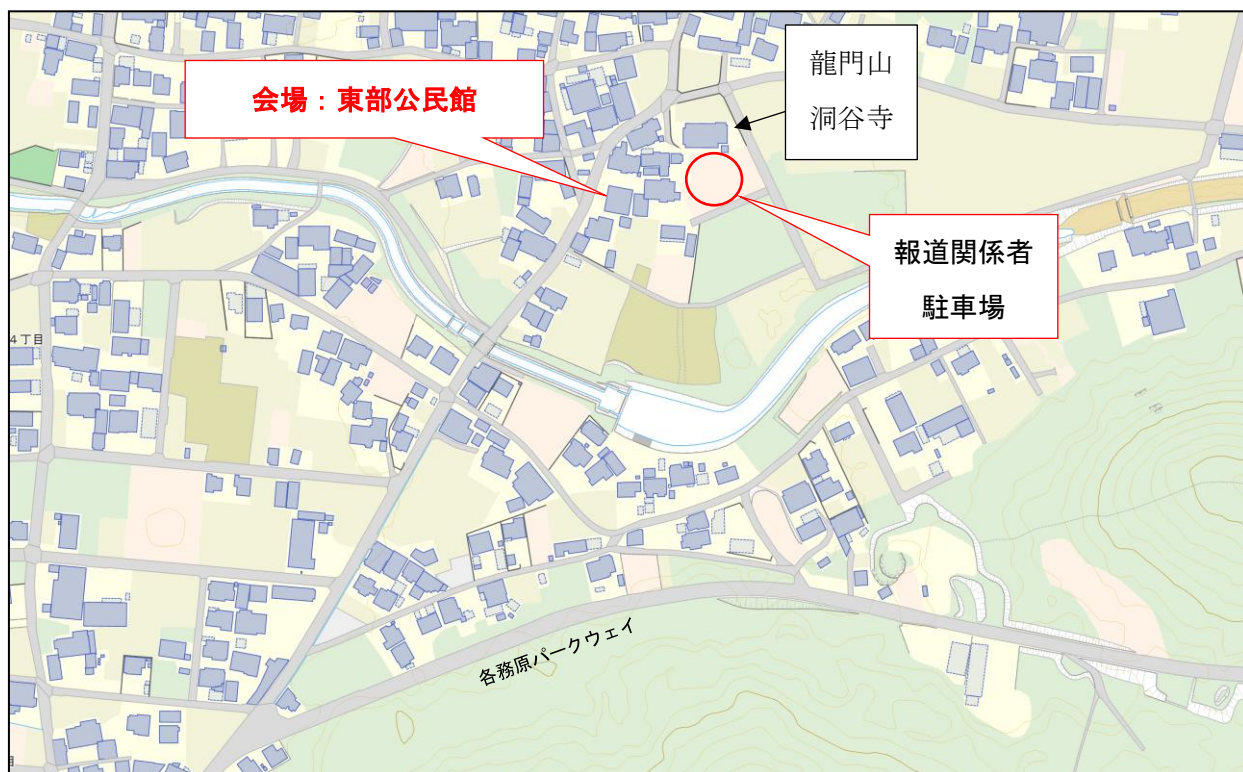 龍門山
洞谷寺
会場：東部公民館
報道関係者
駐車場
４丁目
各務原パークウェイ
目